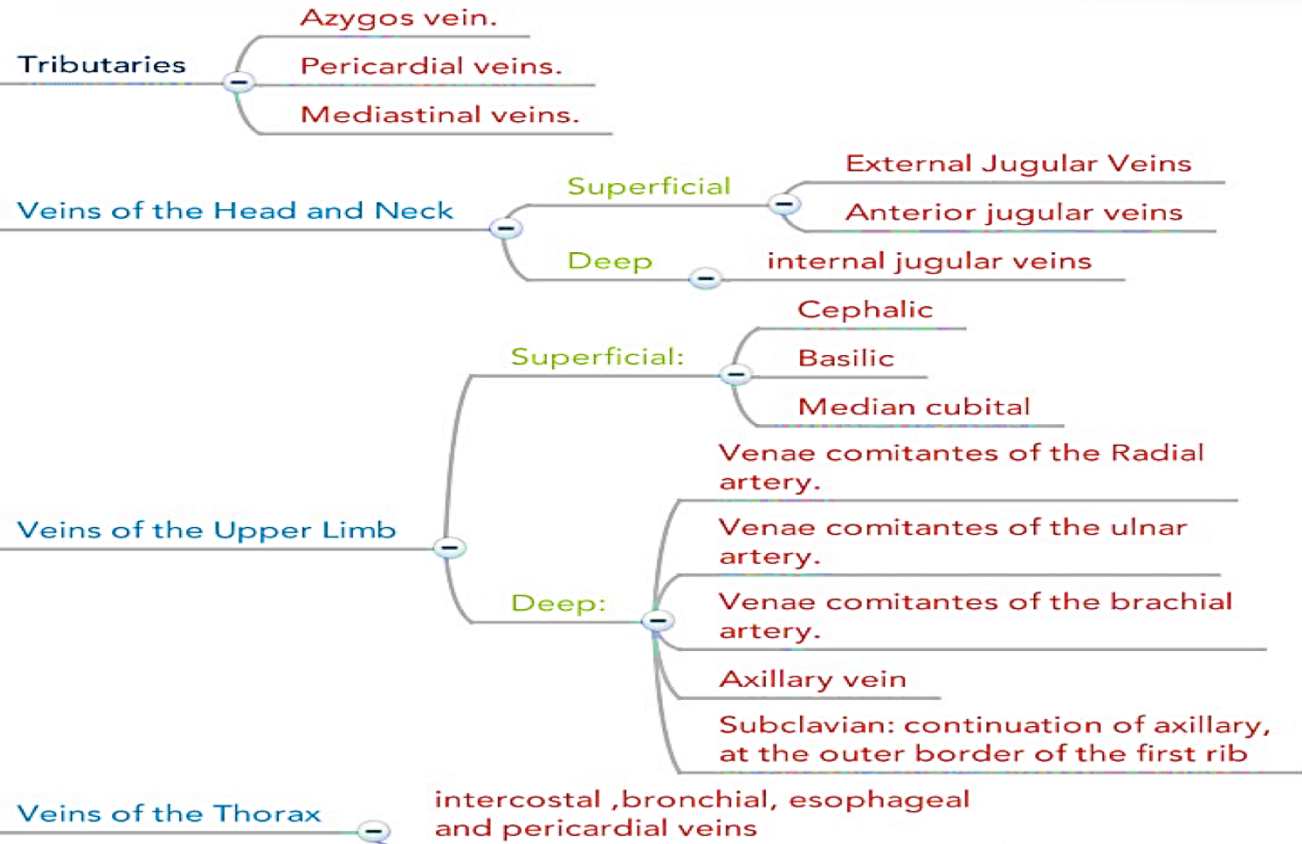 Tributaries
Azygos vein.
Pericardial veins.
Mediastinal veins.
Veins of the Head and Neck
Superficial
External Jugular Veins
Anterior jugular veins
Deep
internal jugular veins
Veins of the Upper Limb
Superficial:
Cephalic
Basilic
Median cubital
Deep:
Venae comitantes of the Radial
artery.
Venae comitantes of the ulnar
artery.
Venae comitantes of the brachial
artery.
Axillary vein
Subclavian: continuation of axillary,
at the outer border of the first rib
Veins of the Thorax
intercostal ,bronchial, esophageal
and pericardial veins